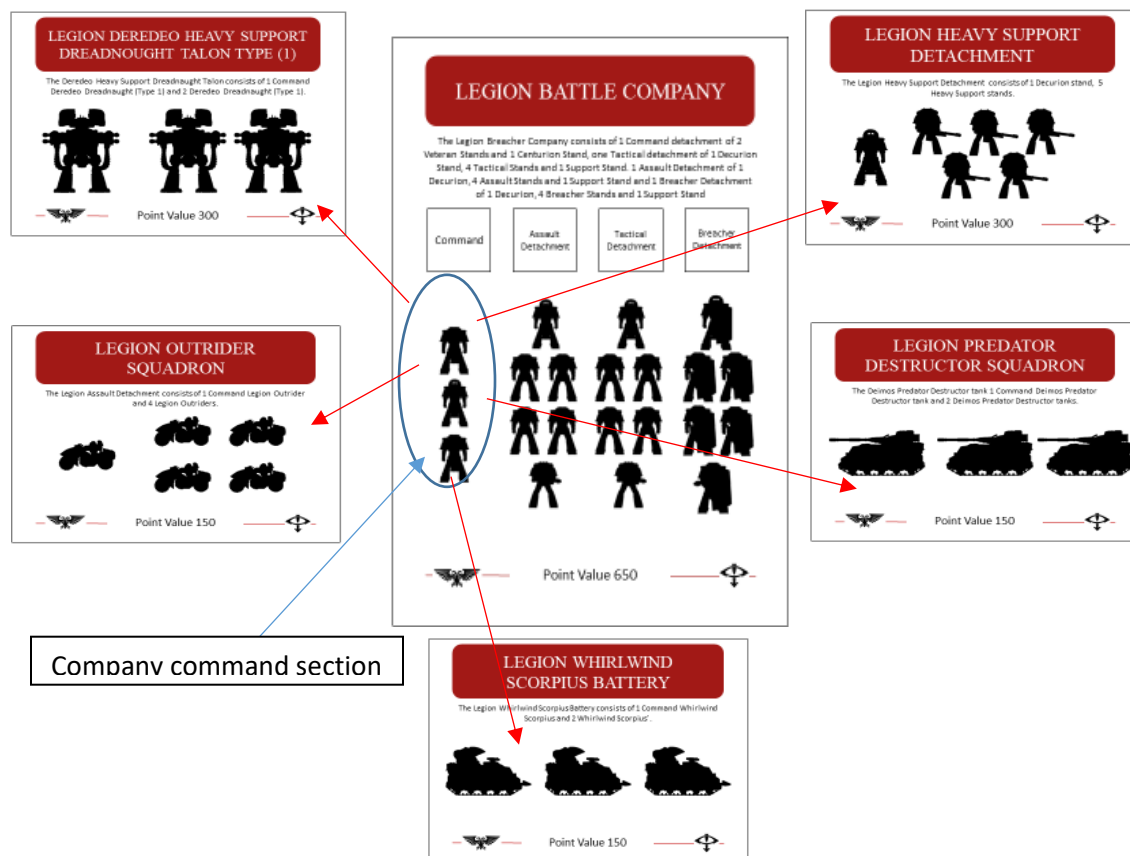 LEGION DEREDEO HEAVY SUPPORT
DREADNOUGHT TALON TYPE (1)
The Deredeo Heavy Support Dreadnaught Talon consists of 1 Command
Deredeo Dreadnaught (Type 1) and 2 Deredeo Dreadnaught (Type 1).
Point Value 300
LEGION OUTRIDER
SQUADRON
The Legion Assault Detachment consists of 1 Command Legion Outrider
and 4 Legion Outriders.
Point Value 150
Company command section
LEGION BATTLE COMPANY
The Legion Breacher Company consists of 1 Command detachment of 2
Veteran Stands and 1 Centurion Stand, one Tactical detachment of 1 Decurion
Stand, 4 Tactical Stands and 1 Support Stand. 1 Assault Detachment of 1
Decurion, 4 Assault Stands and 1 Support Stand and 1 Breacher Detachment
of 1 Decurion, 4 Breacher Stands and 1 Support Stand
Command
Assault
Detachment
Tactical
Detachment
Breacher
Detachment
Point Value 650
LEGION WHIRLWIND
SCORPIUS BATTERY
The Legion Whirlwind Scorpius Battery consists of 1 Command Whirlwind
Scorpius and 2 Whirlwind Scorpius'.
Point Value 150
LEGION HEAVY SUPPORT
DETACHMENT
The Legion Heavy Support Detachment consists of 1 Decurion stand, 5
Heavy Support stands.
Point Value 300
LEGION PREDATOR
DESTRUCTOR SQUADRON
The Deimos Predator Destructor tank 1 Command Deimos Predator
Destructor tank and 2 Deimos Predator Destructor tanks.
Point Value 150